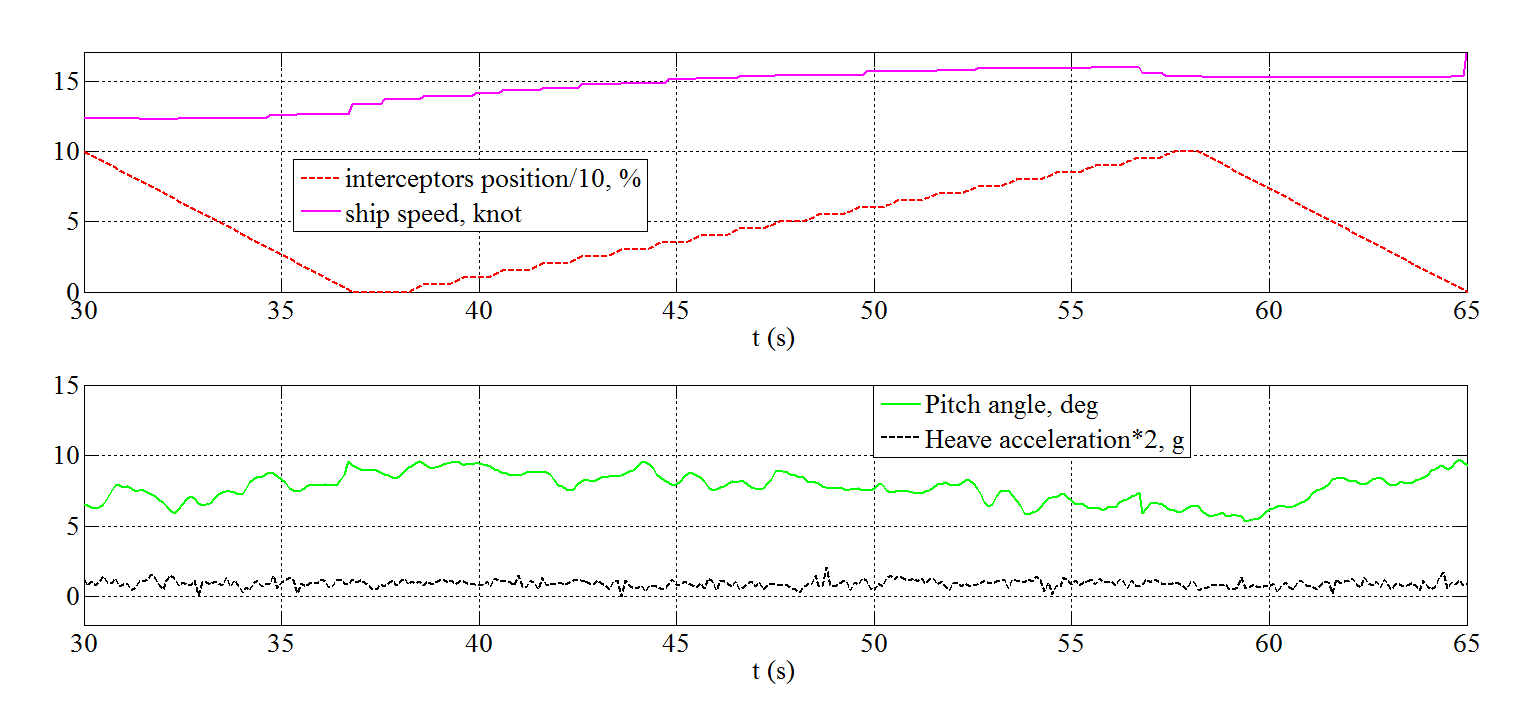 15
10
5
0
interceptors position/10, %
ship speed, knot
30 35 40 45 50 55 60 65
t (s)
15
10
5
0
Pitch angle, deg
Heave acceleration*2, g
30 35 40 45 50 55 60 65
t (s)